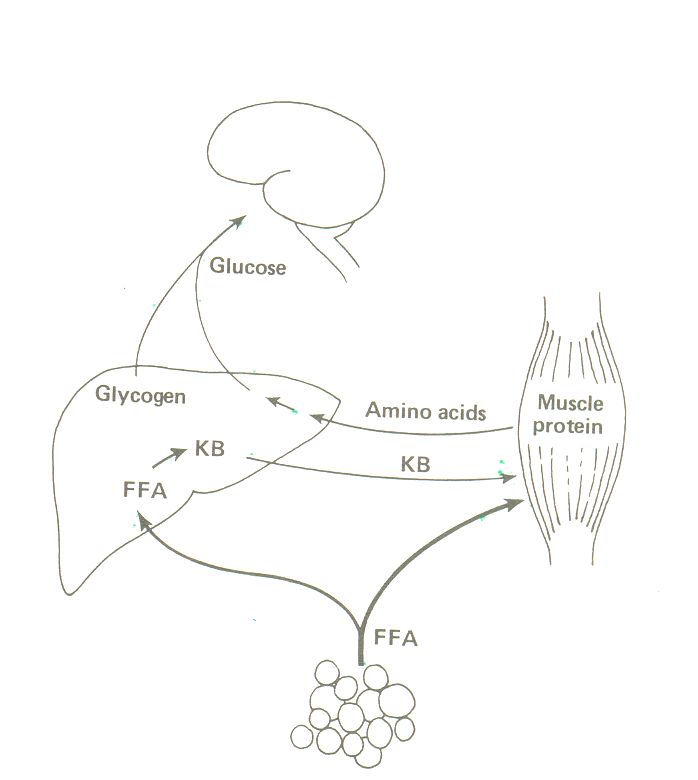 Glucose
Glycogen
Amino acids
Muscle
protein
KB
KB
FFA
FFA